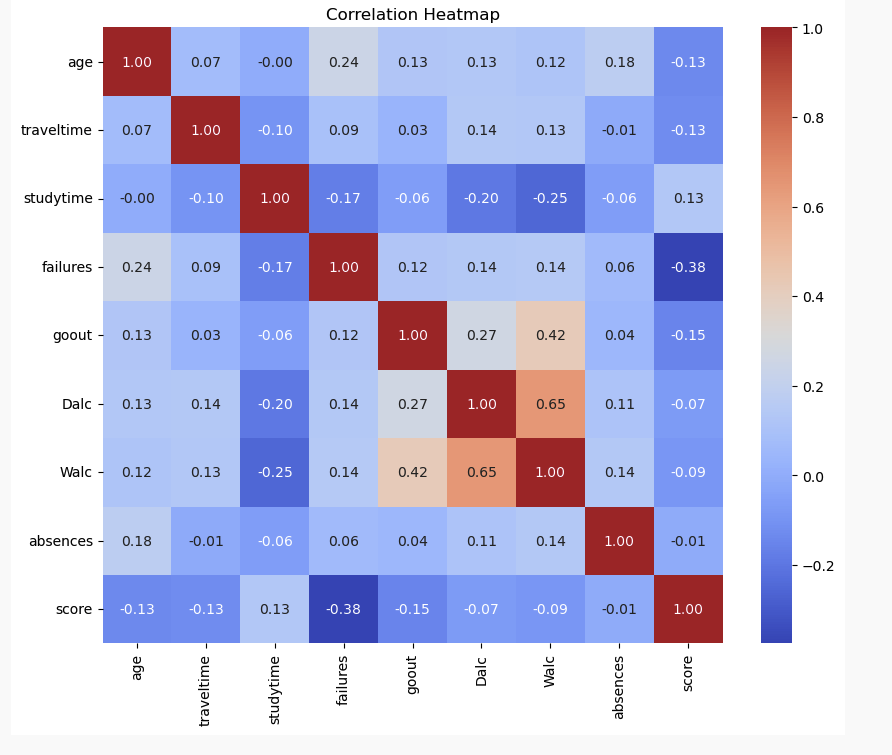 Correlation Heatmap
age 1.00 0.07 -0.00 0.24 0.13 0.13 0.12 0.18 -0.13
traveltime 0.07 1.00 -0.10 0.09 0.03 0.14 0.13 -0.01 -0.13
studytime -0.00 -0.10 1.00 -0.17 -0.06 -0.20 -0.25 -0.06 0.13
failures 0.24 0.09 -0.17 1.00 0.12 0.14 0.14 0.06 -0.38
goout 0.13 0.03 -0.06 0.12 1.00 0.27 0.42 0.04 -0.15
Dalc 0.13 0.14 -0.20 0.14 0.27 1.00 0.65 0.11 -0.07
Walc 0.12 0.13 -0.25 0.14 0.42 0.65 1.00 0.14 -0.09
absences 0.18 -0.01 -0.06 0.06 0.04 0.11 0.14 1.00 -0.01
score -0.13 -0.13 0.13 -0.38 -0.15 -0.07 -0.09 -0.01 1.00
age traveltime studytime failures goout Dalc Walc absences score
1.0
0.8
0.6
0.4
0.2
0.0
−0.2